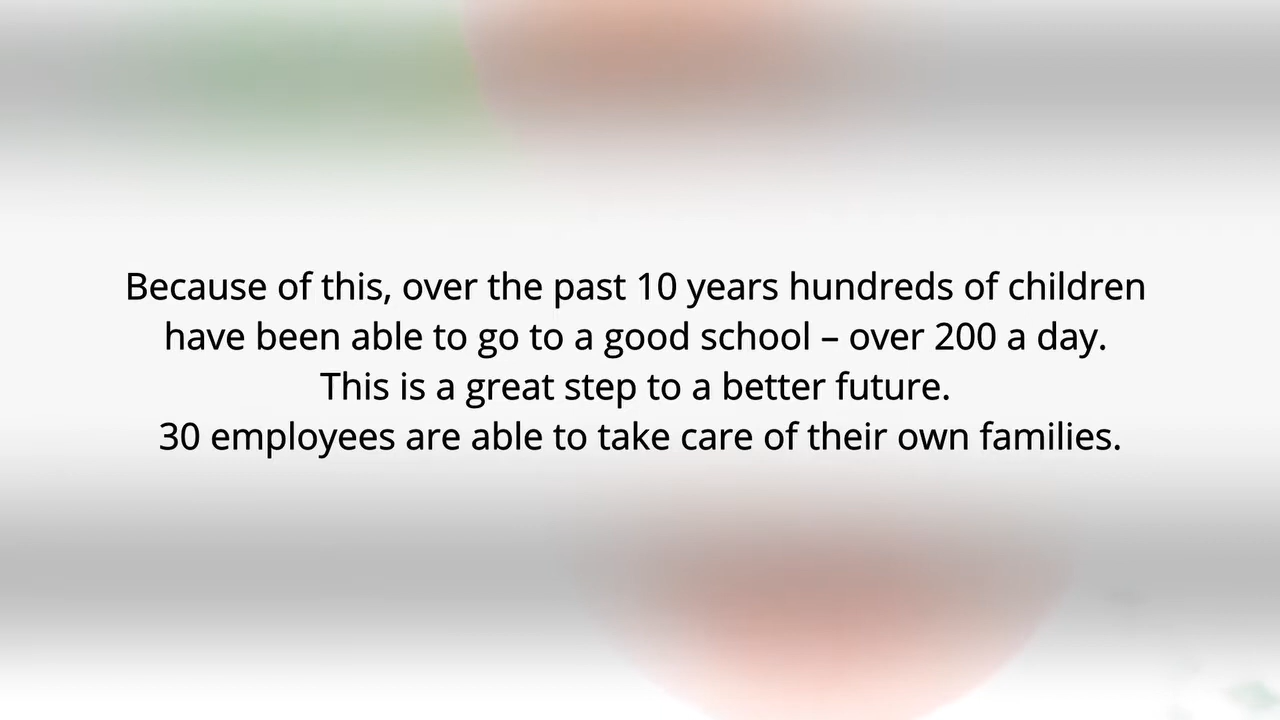 Because of this, over the past 10 years hundreds of children
have been able to go to a good school – over 200 a day.
This is a great step to a better future.
30 employees are able to take care of their own families.